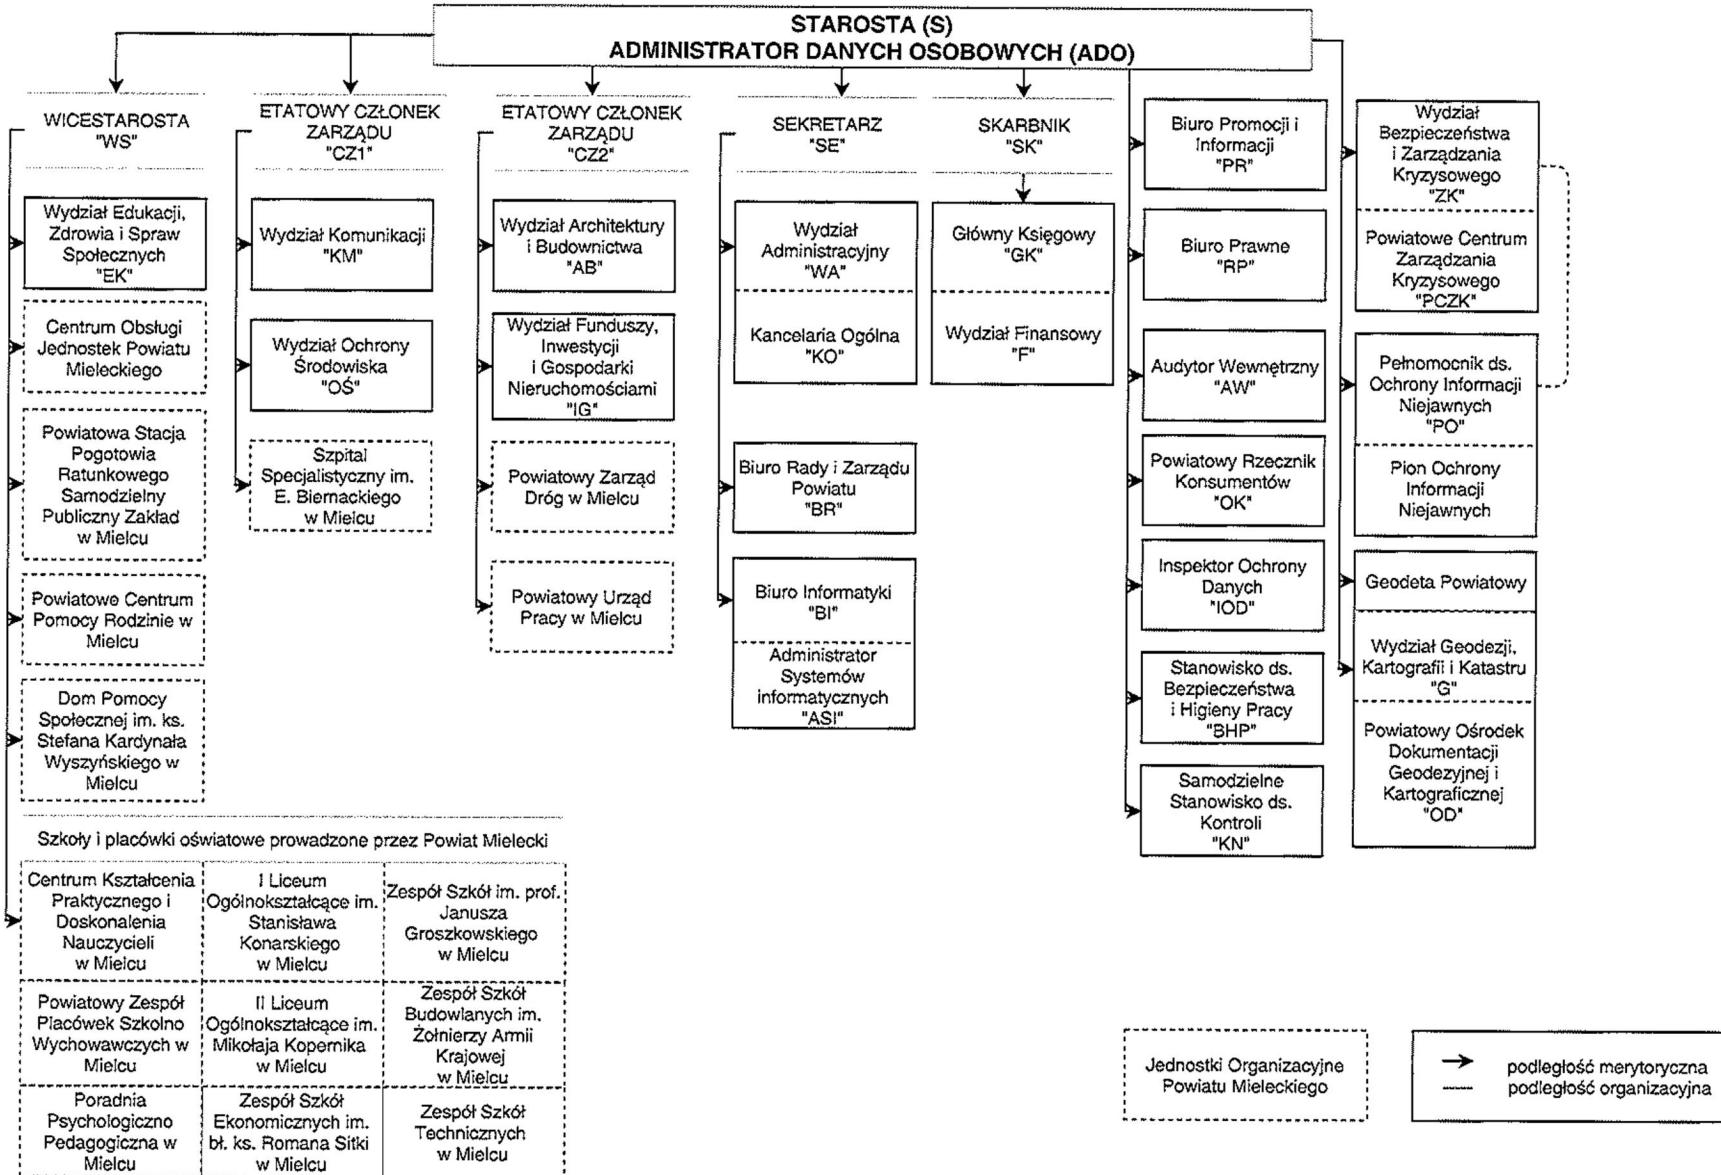 STAROSTA (S)
ADMINISTRATOR DANYCH OSOBOWYCH (ADO)
WICESTAROSTA
"WS"
Wydział Edukacji,
Zdrowia i Spraw
Społecznych
"EK"
Centrum Obsługi
Jednostek Powiatu
Mieleckiego
Powiatowa Stacja
Pogotowia
Ratunkowego
Samodzielny
Publiczny Zakład
w Mielcu
Powiatowe Centrum
Pomocy Rodzinie w
Mielcu
Dom Pomocy
Społecznej im. ks.
Stefana Kardynała
Wyszyńskiego w
Mielcu
ETATOWY CZŁONEK
ZARZĄDU
"CZ1"
Wydział Komunikacji
"KM"
Wydział Ochrony
Środowiska
"OŚ"
Szpital
Specjalistyczny im.
E. Biernackiego
w Mielcu
ETATOWY CZŁONEK
ZARZĄDU
"CZ2"
Wydział Architektury
i Budownictwa
"AB"
Wydział Funduszy,
Inwestycji
i Gospodarki
Nieruchomościami
"IG"
Powiatowy Zarząd
Dróg w Mielcu
Powiatowy Urząd
Pracy w Mielcu
SEKRETARZ
"SE"
Wydział
Administracyjny
"WA"
Kancelaria Ogólna
"KO"
Biuro Rady i Zarządu
Powiatu
"BR"
Biuro Informatyki
"BI"
Administrator
Systemów
informatycznych
"ASI"
SKARBNIK
"SK"
Główny Księgowy
"GK"
Wydział Finansowy
"F"
Biuro Promocji i
Informacji
"PR"
Biuro Prawne
"RP"
Audytor Wewnętrzny
"AW"
Powiatowy Rzecznik
Konsumentów
"OK"
Inspektor Ochrony
Danych
"IOD"
Stanowisko ds.
Bezpieczeństwa
i Higieny Pracy
"BHP"
Samodzielne
Stanowisko ds.
Kontroli
"KN"
Wydział
Bezpieczeństwa
i Zarządzania
Kryzysowego
"ZK"
Powiatowe Centrum
Zarządzania
Kryzysowego
"PCZK"
Pełnomocnik ds.
Ochrony Informacji
Niejawnych
"PO"
Pion Ochrony
Informacji
Niejawnych
Geodeta Powiatowy
Wydział Geodezji,
Kartografii i Katastru
"G"
Powiatowy Ośrodek
Dokumentacji
Geodezyjnej i
Kartograficznej
"OD"
Szkoły i placówki oświatowe prowadzone przez Powiat Mielecki
Centrum Kształcenia
Praktycznego i
Doskonalenia
Nauczycieli
w Mielcu
I Liceum
Ogólnokształcące im.
Stanisława
Konarskiego
w Mielcu
Zespół Szkół im. prof.
Janusza
Groszkowskiego
w Mielcu
Powiatowy Zespół
Placówek Szkolno
Wychowawczych w
Mielcu
II Liceum
Ogólnokształcące im.
Mikołaja Kopernika
w Mielcu
Zespół Szkół
Budowlanych im.
Żołnierzy Armii
Krajowej
w Mielcu
Poradnia
Psychologiczno
Pedagogiczna w
Mielcu
Zespół Szkół
Ekonomicznych im.
bł. ks. Romana Sitki
w Mielcu
Zespół Szkół
Technicznych
w Mielcu
Jednostki Organizacyjne
Powiatu Mieleckiego
podległość merytoryczna
podległość organizacyjna